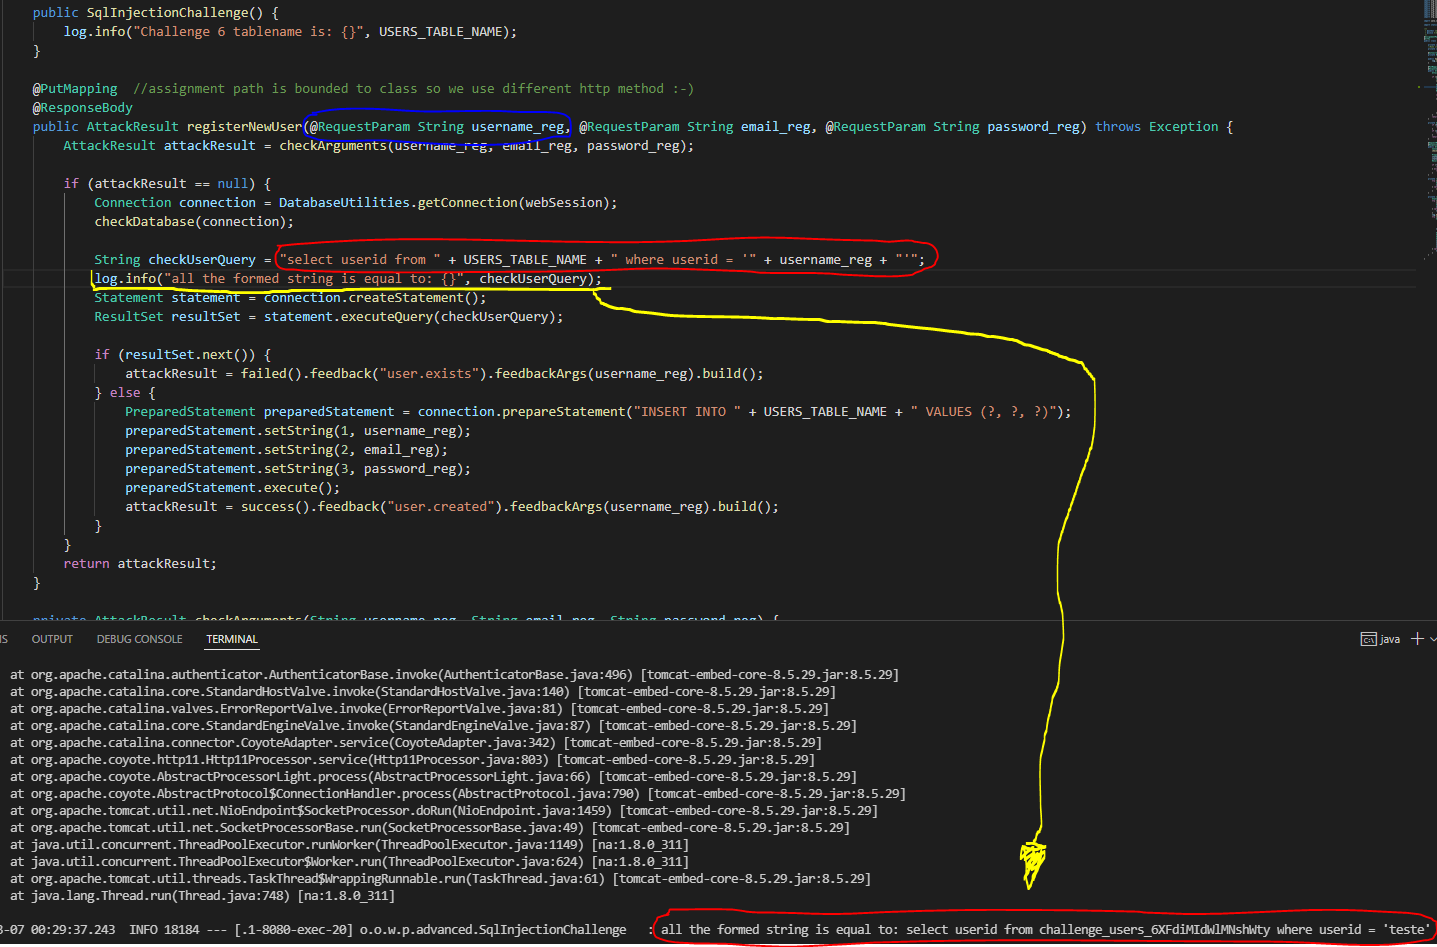 public SqlInjectionChallenge() {
log.info("Challenge 6 tablename is: {}", USERS_TABLE_NAME);
}
@PutMapping  //assignment path is bounded to class so we use different http method :-)
@ResponseBody
public AttackResult registerNewUser(@RequestParam String username_reg, @RequestParam String email_reg, @RequestParam String password_reg) throws Exception {
AttackResult attackResult = checkArguments(username_reg, email_reg, password_reg);
if (attackResult == null) {
Connection connection = DatabaseUtilities.getConnection(webSession);
checkDatabase(connection);
String checkUserQuery = "select userid from " + USERS_TABLE_NAME + " where userid = '" + username_reg + "'";
log.info("all the formed string is equal to: {}", checkUserQuery);
Statement statement = connection.createStatement();
ResultSet resultSet = statement.executeQuery(checkUserQuery);
if (resultSet.next()) {
attackResult = failed().feedback("user.exists").feedbackArgs(username_reg).build();
} else {
PreparedStatement preparedStatement = connection.prepareStatement("INSERT INTO " + USERS_TABLE_NAME + " VALUES (?, ?, ?)");
preparedStatement.setString(1, username_reg);
preparedStatement.setString(2, email_reg);
preparedStatement.setString(3, password_reg);
preparedStatement.execute();
attackResult = success().feedback("user.created").feedbackArgs(username_reg).build();
}
}
return attackResult;
}
private AttackResult checkArguments(String username_reg, String email_reg, String password_reg) {
OUTPUT DEBUG CONSOLE TERMINAL java
at org.apache.catalina.authenticator.AuthenticatorBase.invoke(AuthenticatorBase.java:496) [tomcat-embed-core-8.5.29.jar:8.5.29]
at org.apache.catalina.core.StandardHostValve.invoke(StandardHostValve.java:140) [tomcat-embed-core-8.5.29.jar:8.5.29]
at org.apache.catalina.valves.ErrorReportValve.invoke(ErrorReportValve.java:81) [tomcat-embed-core-8.5.29.jar:8.5.29]
at org.apache.catalina.core.StandardEngineValve.invoke(StandardEngineValve.java:87) [tomcat-embed-core-8.5.29.jar:8.5.29]
at org.apache.catalina.connector.CoyoteAdapter.service(CoyoteAdapter.java:342) [tomcat-embed-core-8.5.29.jar:8.5.29]
at org.apache.coyote.http11.Http11Processor.service(Http11Processor.java:803) [tomcat-embed-core-8.5.29.jar:8.5.29]
at org.apache.coyote.AbstractProcessorLight.process(AbstractProcessorLight.java:66) [tomcat-embed-core-8.5.29.jar:8.5.29]
at org.apache.coyote.AbstractProtocol$ConnectionHandler.process(AbstractProtocol.java:790) [tomcat-embed-core-8.5.29.jar:8.5.29]
at org.apache.tomcat.util.net.NioEndpoint$SocketProcessor.doRun(NioEndpoint.java:1459) [tomcat-embed-core-8.5.29.jar:8.5.29]
at org.apache.tomcat.util.net.SocketProcessorBase.run(SocketProcessorBase.java:49) [tomcat-embed-core-8.5.29.jar:8.5.29]
at java.util.concurrent.ThreadPoolExecutor.runWorker(ThreadPoolExecutor.java:1149) [na:1.8.0_311]
at java.util.concurrent.ThreadPoolExecutor$Worker.run(ThreadPoolExecutor.java:624) [na:1.8.0_311]
at org.apache.tomcat.util.threads.TaskThread$WrappingRunnable.run(TaskThread.java:61) [tomcat-embed-core-8.5.29.jar:8.5.29]
at java.lang.Thread.run(Thread.java:748) [na:1.8.0_311]
3-07 00:29:37.243  INFO 18184 --- [.1-8080-exec-20] o.o.w.p.advanced.SqlInjectionChallenge   : all the formed string is equal to: select userid from challenge_users_6XFdiMIdWlMNshWty where userid = 'teste'